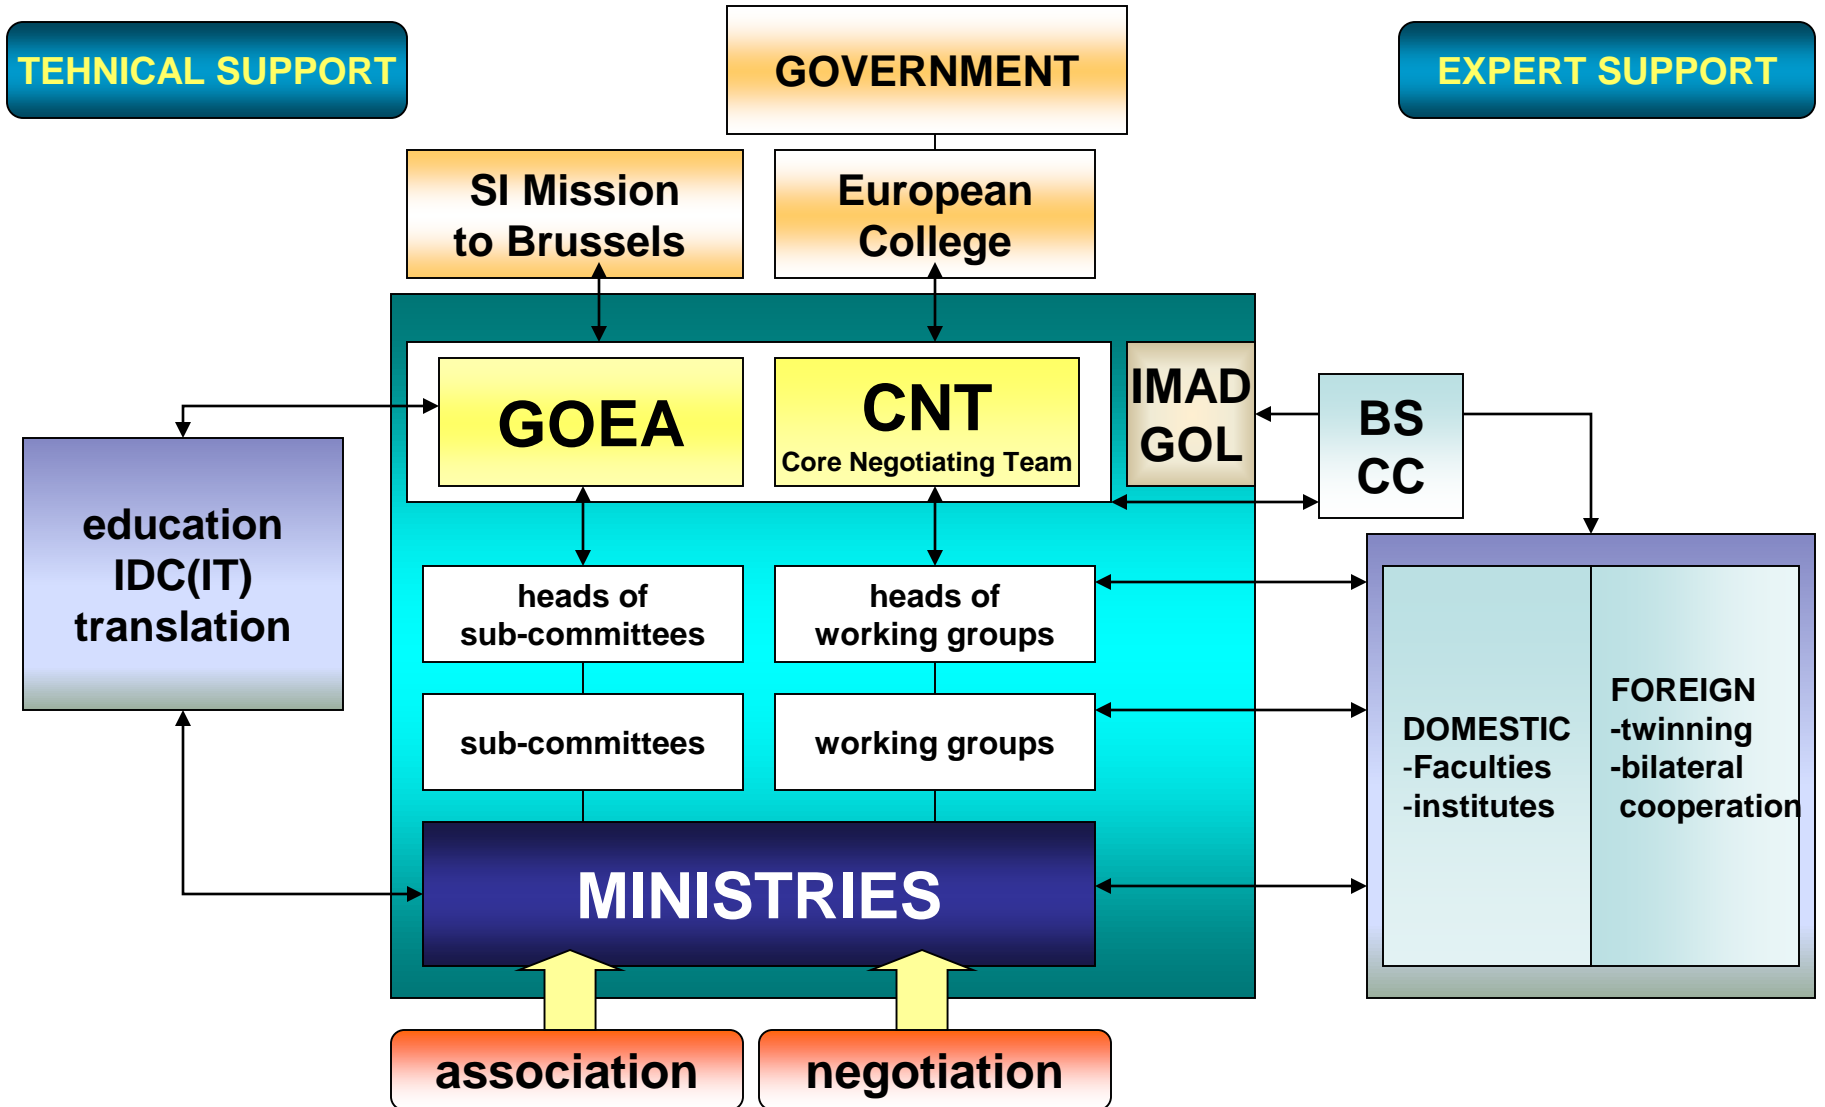 TEHNICAL SUPPORT
GOVERNMENT
EXPERT SUPPORT
SI Mission
to Brussels
European
College
GOEA
CNT
Core Negotiating Team
IMAD
GOL
BS
CC
education
IDC(IT)
translation
heads of
sub-committees
heads of
working groups
sub-committees
working groups
DOMESTIC
-Faculties
-institutes
FOREIGN
-twinning
-bilateral
cooperation
MINISTRIES
association
negotiation